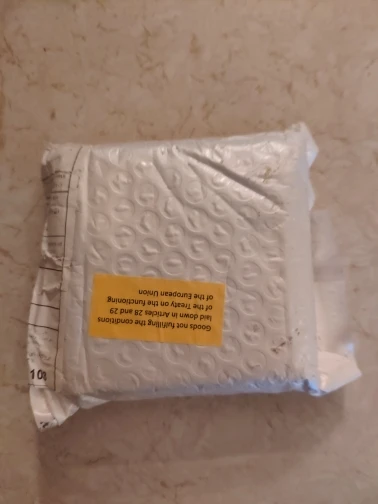 Goods not fulfilling the conditions
laid down in Articles 28 and 29
of the Treaty on the functioning
of the European Union
10